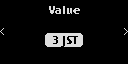 Value
< 3 JST >